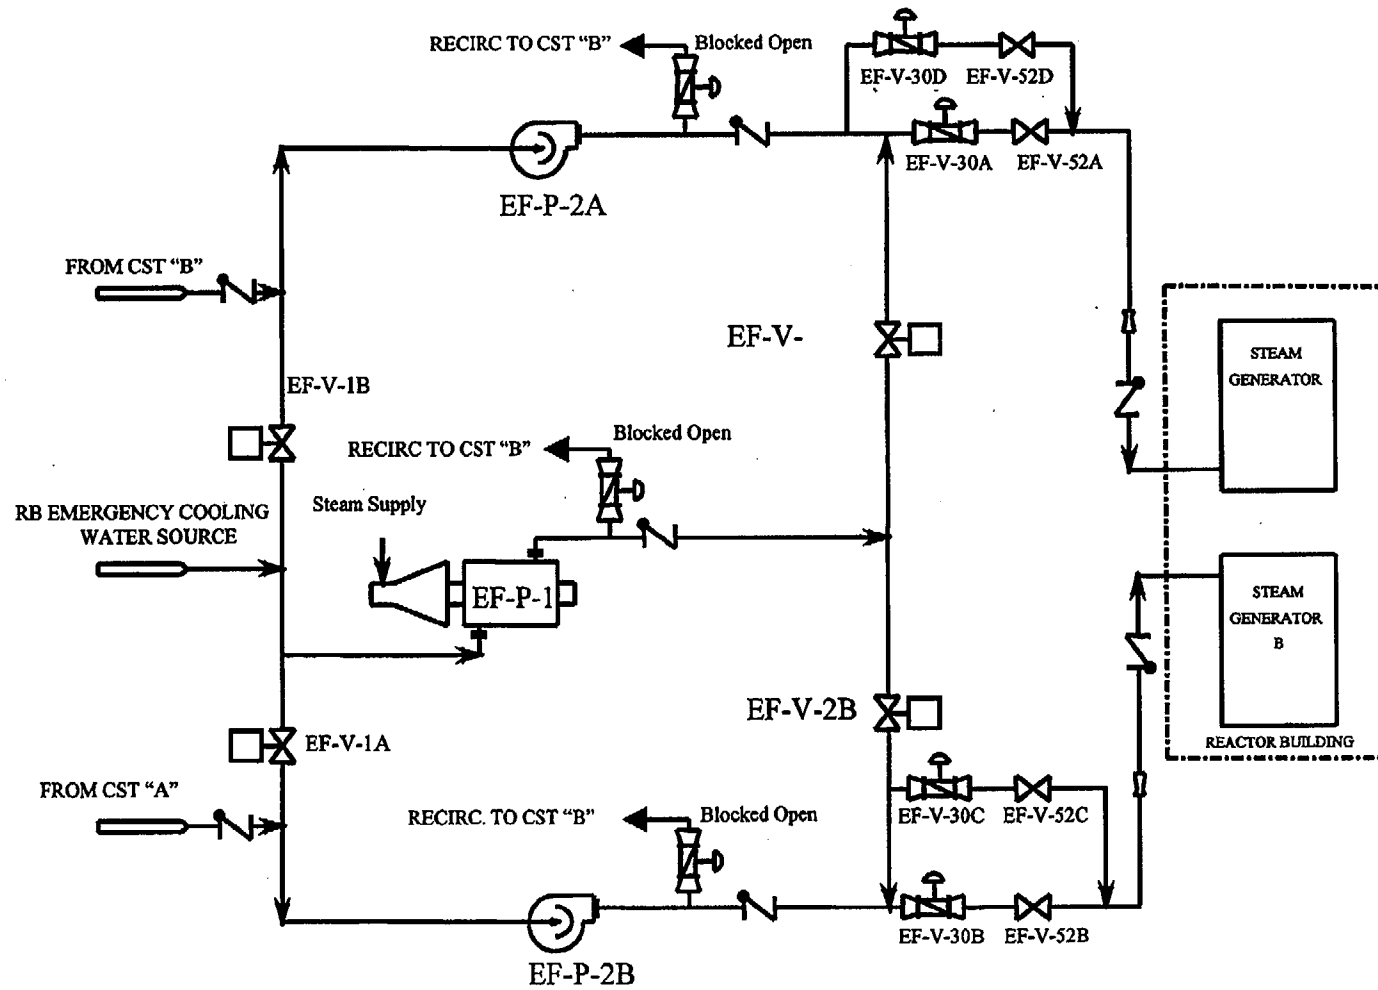 RECIRC TO CST “B”
Blocked Open
EF-V-30D
EF-V-52D
EF-V-30A
EF-V-52A
EF-P-2A
FROM CST “B”
EF-V-
STEAM
GENERATOR
EF-V-1B
RECIRC TO CST “B”
Blocked Open
Steam Supply
RB EMERGENCY COOLING
WATER SOURCE
EF-P-1
STEAM
GENERATOR
B
EF-V-2B
EF-V-1A
REACTOR BUILDING
FROM CST “A”
RECIRC. TO CST “B”
Blocked Open
EF-V-30C
EF-V-52C
EF-V-30B
EF-V-52B
EF-P-2B